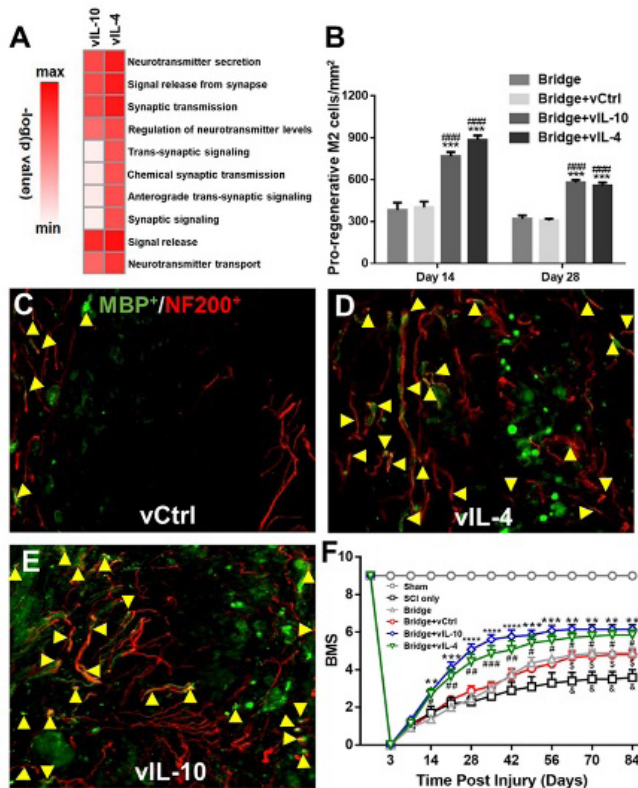 A
vIL-10
vIL-4
max
-log(p value)
min
Neurotransmitter secretion
Signal release from synapse
Synaptic transmission
Regulation of neurotransmitter levels
Trans-synaptic signaling
Chemical synaptic transmission
Anterograde trans-synaptic signaling
Synaptic signaling
Signal release
Neurotransmitter transport
B
Pro-regenerative M2 cells/mm²
1200
900
600
300
0
Bridge
Bridge+vCtrl
Bridge+vIL-10
Bridge+vIL-4
***
***
***
***
Day 14
Day 28
C
MBP⁺/NF200⁺
vCtrl
D
vIL-4
E
vIL-10
F
BMS
9
6
3
0
Sham
SCI only
Bridge
Bridge+vCtrl
Bridge+vIL-10
Bridge+vIL-4
** *** **** **** **** *** *** ** ** ** ** **
## ## ### ## # # # # # #
& & & & &
3 14 28 42 56 70 84
Time Post Injury (Days)